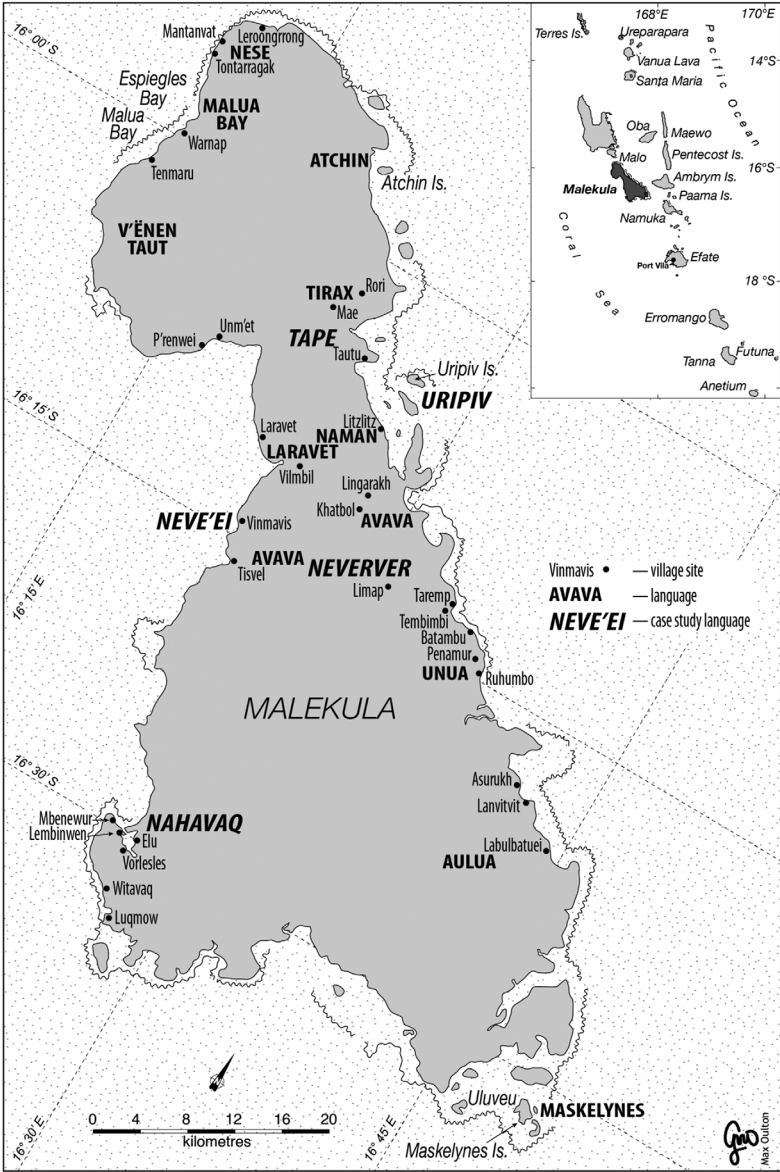 16° 00' S
Mantanvat
Leroongrong
NESE
Tontarragak
Espiegles
Bay
MALUA
BAY
Malua
Bay
Warnap
Tenmaru
ATCHIN
Atchin Is.
V'ËNEN
TAUT
TIRAX
Rori
Mae
TAPE
Unm'et
P'renwei
Tautu
Uripiv Is.
URIPIV
16° 15' S
Laravet
Litzlitz
NAMAN
LARAVET
Vilmbil
Lingarakh
Khatbol
AVAVA
NEVE'EI
Vinmavis
AVAVA
Tisvel
NEVERVER
Limap
Taremp
Tembimbi
Batambu
Penamur
UNUA
Ruhumbo
16° 15' E
MALEKULA
16° 30' S
Asurukh
Lanvitvit
Labulbatuei
AULUA
Mbenewur
Lembinwen
NAHAVAQ
Elu
Vorlesles
Witavaq
Luqmow
Uluveu
MASKELYNES
Maskelynes Is.
16° 30' E
16° 45' E
0 4 8 12 16 20
kilometres
Vinmavis — village site
AVAVA — language
NEVE'EI — case study language
168°E
170°E
14°S
16°S
18°S
Terres Is.
Ureparapara
Vanua Lava
Santa Maria
Pacific Ocean
Oba
Maewo
Malo
Pentecost Is.
Malekula
Ambrym Is.
Paama Is.
Namuka
Coral Sea
Port Vila
Efate
Erromango
Tanna
Futuna
Anetium
Max Oulton